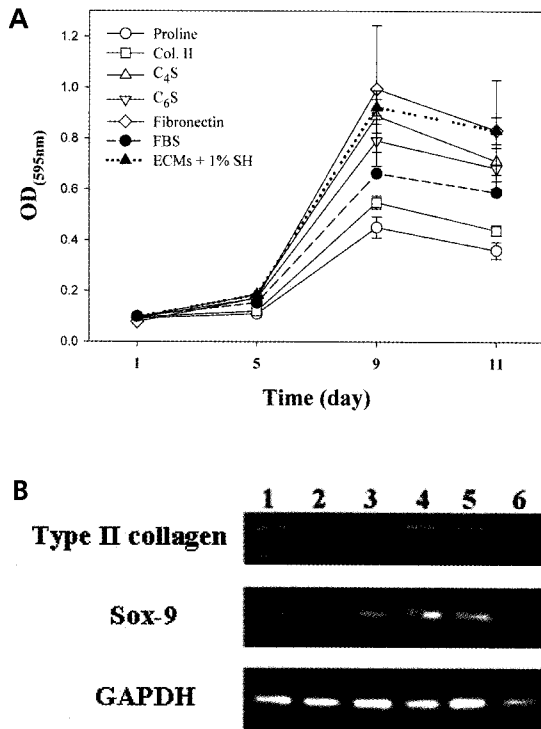 A
1.2
1.0
0.8
0.6
0.4
0.2
0.0
OD(595nm)
Proline
Col. II
C4S
C6S
Fibronectin
FBS
ECMs + 1% SH
1 5 9 11
Time (day)
B
1 2 3 4 5 6
Type II collagen
Sox-9
GAPDH